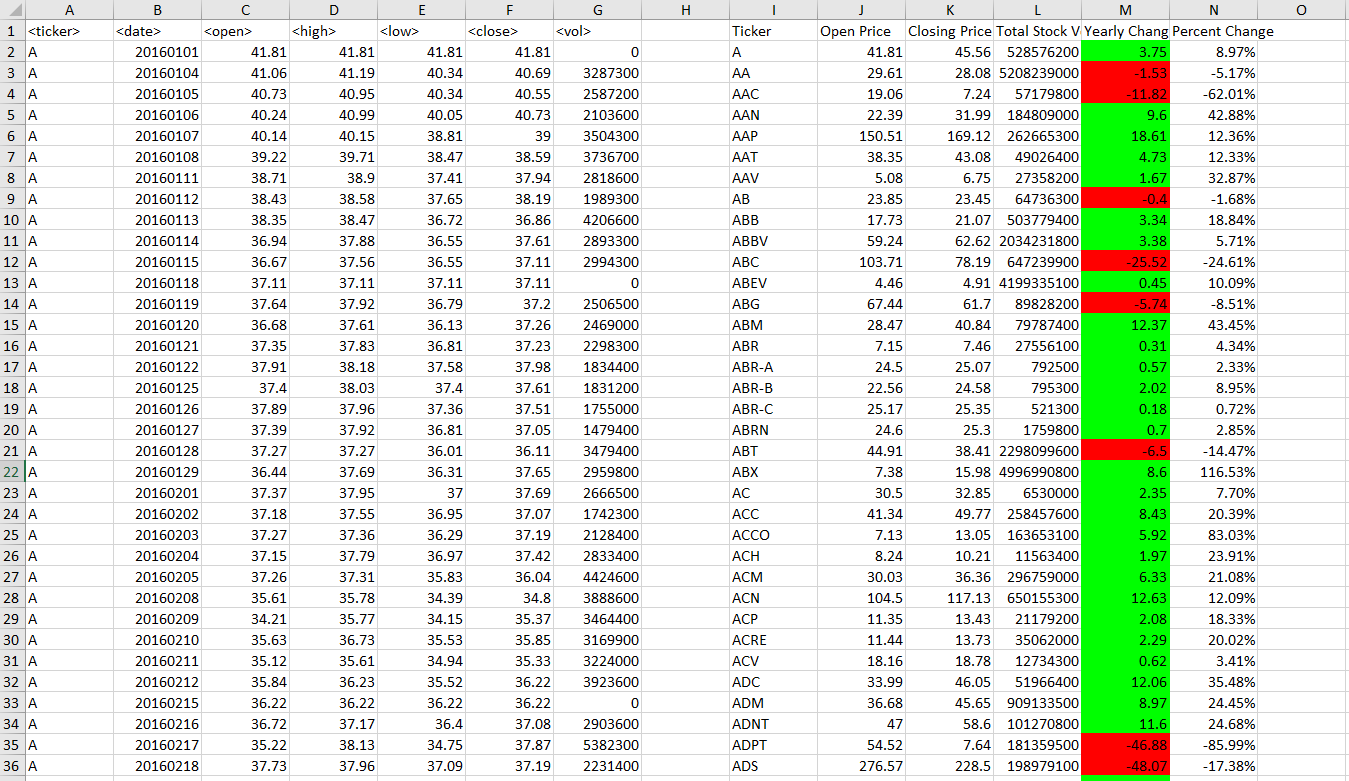 A B C D E F G H I J K L M N O
1 <ticker> <date> <open> <high> <low> <close> <vol> Ticker Open Price Closing Price Total Stock V Yearly Chang Percent Change
2 A 20160101 41.81 41.81 41.81 41.81 0 A 41.81 45.56 528576200 3.75 8.97%
3 A 20160104 41.06 41.19 40.34 40.69 3287300 AA 29.61 28.08 5208239000 -1.53 -5.17%
4 A 20160105 40.73 40.95 40.34 40.55 2587200 AAC 19.06 7.24 57179800 -11.82 -62.01%
5 A 20160106 40.24 40.99 40.05 40.73 2103600 AAN 22.39 31.99 184809000 9.6 42.88%
6 A 20160107 40.14 40.15 38.81 39 3504300 AAP 150.51 169.12 262665300 18.61 12.36%
7 A 20160108 39.22 39.71 38.47 38.59 3736700 AAT 38.35 43.08 49026400 4.73 12.33%
8 A 20160111 38.71 38.9 37.41 37.94 2818600 AAV 5.08 6.75 27358200 1.67 32.87%
9 A 20160112 38.43 38.58 37.65 38.19 1989300 AB 23.85 23.45 64736300 -0.4 -1.68%
10 A 20160113 38.35 38.47 36.72 36.86 4206600 ABB 17.73 21.07 503779400 3.34 18.84%
11 A 20160114 36.94 37.88 36.55 37.61 2893300 ABBV 59.24 62.62 2034231800 3.38 5.71%
12 A 20160115 36.67 37.56 36.55 37.11 2994300 ABC 103.71 78.19 647239900 -25.52 -24.61%
13 A 20160118 37.11 37.11 37.11 37.11 0 ABEV 4.46 4.91 4199335100 0.45 10.09%
14 A 20160119 37.64 37.92 36.79 37.2 2506500 ABG 67.44 61.7 89828200 -5.74 -8.51%
15 A 20160120 36.68 37.61 36.13 37.26 2469000 ABM 28.47 40.84 79787400 12.37 43.45%
16 A 20160121 37.35 37.83 36.81 37.23 2298300 ABR 7.15 7.46 27556100 0.31 4.34%
17 A 20160122 37.91 38.18 37.58 37.98 1834400 ABR-A 24.5 25.07 792500 0.57 2.33%
18 A 20160125 37.4 38.03 37.4 37.61 1831200 ABR-B 22.56 24.58 795300 2.02 8.95%
19 A 20160126 37.89 37.96 37.36 37.51 1755000 ABR-C 25.17 25.35 521300 0.18 0.72%
20 A 20160127 37.39 37.92 36.81 37.05 1479400 ABRN 24.6 25.3 1759800 0.7 2.85%
21 A 20160128 37.27 37.27 36.01 36.11 3479400 ABT 44.91 38.41 2298099600 -6.5 -14.47%
22 A 20160129 36.44 37.69 36.31 37.65 2959800 ABX 7.38 15.98 4996990800 8.6 116.53%
23 A 20160201 37.37 37.95 37 37.69 2666500 AC 30.5 32.85 6530000 2.35 7.70%
24 A 20160202 37.18 37.55 36.95 37.07 1742300 ACC 41.34 49.77 258457600 8.43 20.39%
25 A 20160203 37.27 37.36 36.29 37.19 2128400 ACCO 7.13 13.05 163653100 5.92 83.03%
26 A 20160204 37.15 37.79 36.97 37.42 2833400 ACH 8.24 10.21 11563400 1.97 23.91%
27 A 20160205 37.26 37.31 35.83 36.04 4424600 ACM 30.03 36.36 296759000 6.33 21.08%
28 A 20160208 35.61 35.78 34.39 34.8 3888600 ACN 104.5 117.13 650155300 12.63 12.09%
29 A 20160209 34.21 35.77 34.15 35.37 3464400 ACP 11.35 13.43 21179200 2.08 18.33%
30 A 20160210 35.63 36.73 35.53 35.85 3169900 ACRE 11.44 13.73 35062000 2.29 20.02%
31 A 20160211 35.12 35.61 34.94 35.33 3224000 ACV 18.16 18.78 12734300 0.62 3.41%
32 A 20160212 35.84 36.23 35.52 36.22 3923600 ADC 33.99 46.05 51966400 12.06 35.48%
33 A 20160215 36.22 36.22 36.22 36.22 0 ADM 36.68 45.65 909133500 8.97 24.45%
34 A 20160216 36.72 37.17 36.4 37.08 2903600 ADNT 47 58.6 101270800 11.6 24.68%
35 A 20160217 35.22 38.13 34.75 37.87 5382300 ADPT 54.52 7.64 181359500 -46.88 -85.99%
36 A 20160218 37.73 37.96 37.09 37.19 2231400 ADS 276.57 228.5 198979100 -48.07 -17.38%